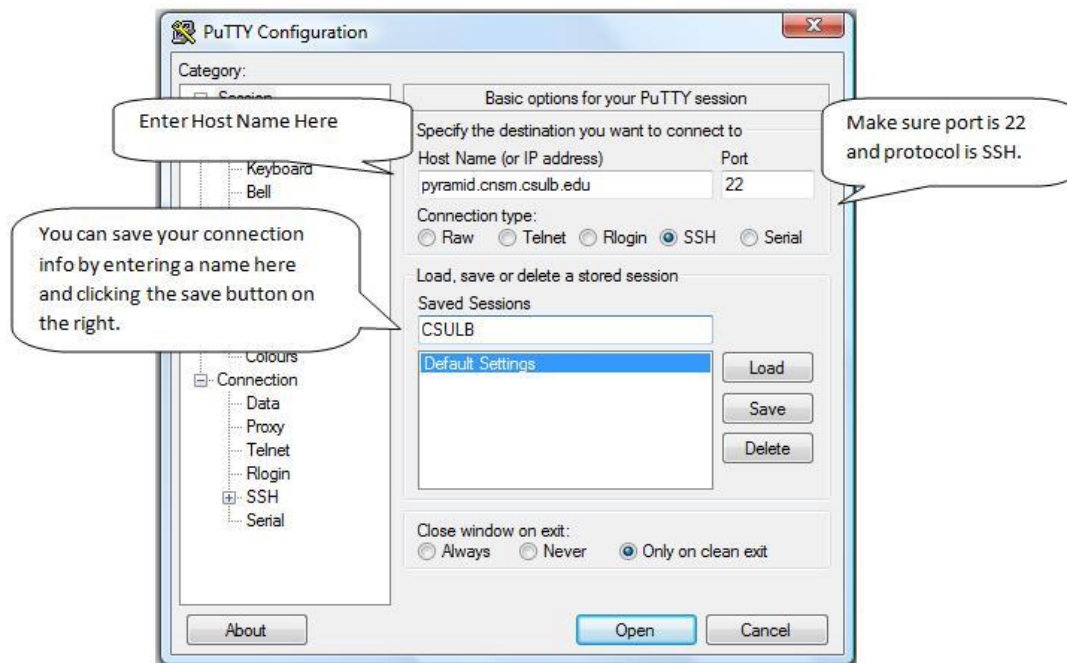 PuTTY Configuration
Category:
Session
Enter Host Name Here
Keyboard
Bell
You can save your connection
info by entering a name here
and clicking the save button on
the right.
Colours
Connection
Data
Proxy
Telnet
Rlogin
SSH
Serial
Basic options for your PuTTY session
Specify the destination you want to connect to
Host Name (or IP address) Port
pyramid.cnsm.csulb.edu 22
Make sure port is 22
and protocol is SSH.
Connection type:
Raw Telnet Rlogin SSH Serial
Load, save or delete a stored session
Saved Sessions
CSULB
Default Settings
Load
Save
Delete
Close window on exit:
Always Never Only on clean exit
About Open Cancel